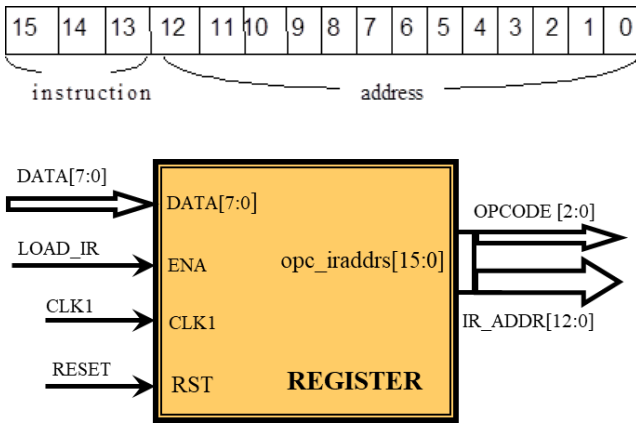 15 14 13 12 11 10 9 8 7 6 5 4 3 2 1 0
instruction address
DATA[7:0]
DATA[7:0]
OPCODE [2:0]
LOAD_IR
ENA
opc_iraddrs[15:0]
CLK1
CLK1
IR_ADDR[12:0]
RESET
RST
REGISTER